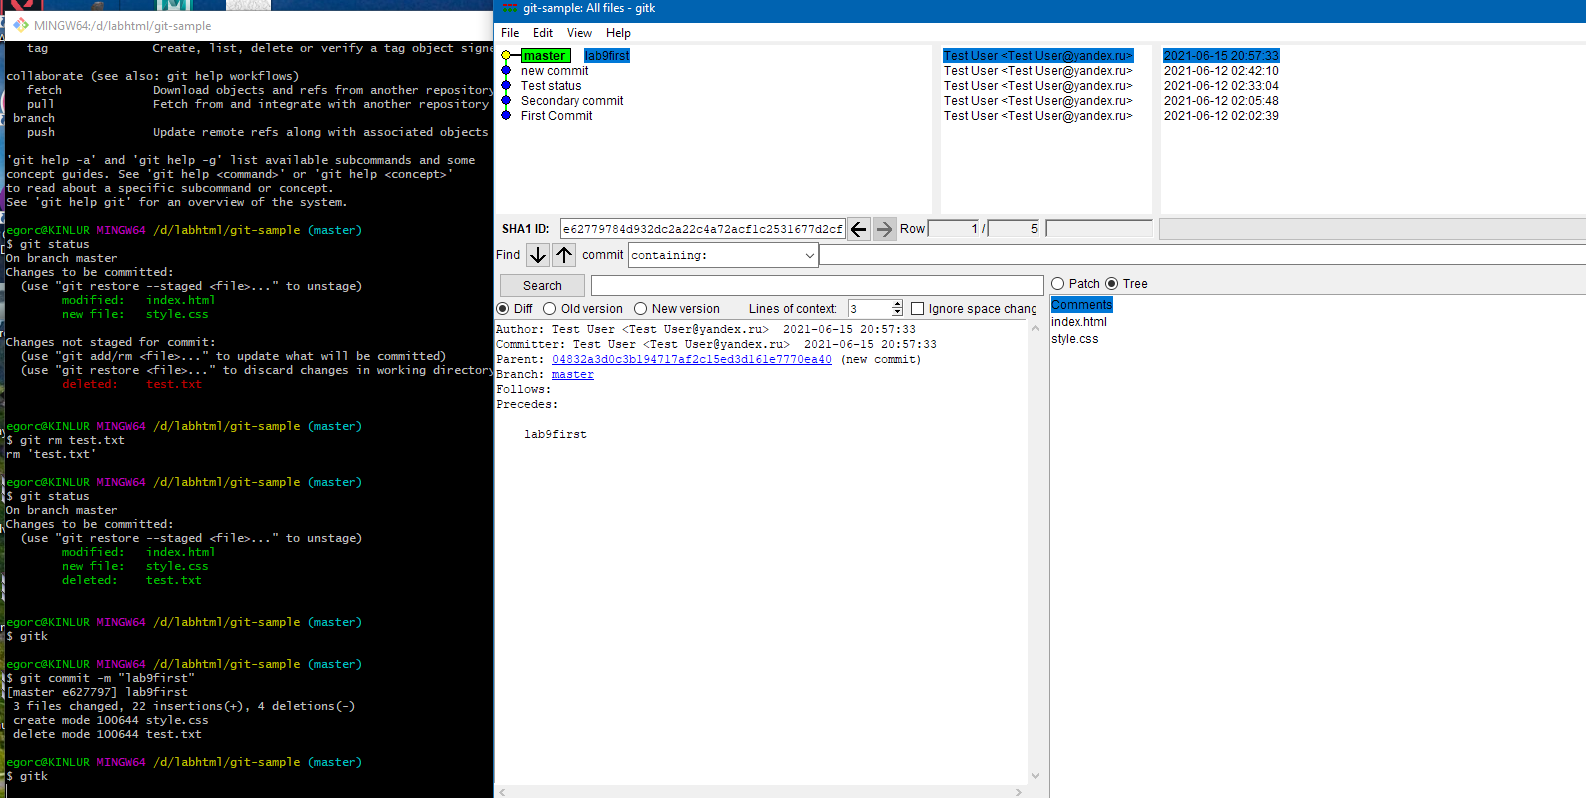 MINGW64:/d/labhtml/git-sample
tag Create, list, delete or verify a tag object signe
collaborate (see also: git help workflows)
fetch Download objects and refs from another repository
pull Fetch from and integrate with another repository
branch
push Update remote refs along with associated objects
'git help -a' and 'git help -g' list available subcommands and some
concept guides. See 'git help <command>' or 'git help <concept>'
to read about a specific subcommand or concept.
See 'git help git' for an overview of the system.
egorc@KINLUR MINGW64 /d/labhtml/git-sample (master)
$ git status
On branch master
Changes to be committed:
(use "git restore --staged <file>..." to unstage)
modified: index.html
new file: style.css
Changes not staged for commit:
(use "git add/rm <file>..." to update what will be committed)
(use "git restore <file>..." to discard changes in working directory
deleted: test.txt
egorc@KINLUR MINGW64 /d/labhtml/git-sample (master)
$ git rm test.txt
rm 'test.txt'
egorc@KINLUR MINGW64 /d/labhtml/git-sample (master)
$ git status
On branch master
Changes to be committed:
(use "git restore --staged <file>..." to unstage)
modified: index.html
new file: style.css
deleted: test.txt
egorc@KINLUR MINGW64 /d/labhtml/git-sample (master)
$ gitk
egorc@KINLUR MINGW64 /d/labhtml/git-sample (master)
$ git commit -m "lab9first"
[master e627797] lab9first
3 files changed, 22 insertions(+), 4 deletions(-)
create mode 100644 style.css
delete mode 100644 test.txt
egorc@KINLUR MINGW64 /d/labhtml/git-sample (master)
$ gitk
git-sample: All files - gitk
File Edit View Help
master lab9first Test User <Test User@yandex.ru> 2021-06-15 20:57:33
new commit Test User <Test User@yandex.ru> 2021-06-12 02:42:10
Test status Test User <Test User@yandex.ru> 2021-06-12 02:33:04
Secondary commit Test User <Test User@yandex.ru> 2021-06-12 02:05:48
First Commit Test User <Test User@yandex.ru> 2021-06-12 02:02:39
SHA1 ID: e62779784d932dc2a22c4a72acf1c2531677d2cf Row 1 / 5
Find commit containing:
Search
Diff Old version New version Lines of context: 3 Ignore space chang
Author: Test User <Test User@yandex.ru> 2021-06-15 20:57:33
Committer: Test User <Test User@yandex.ru> 2021-06-15 20:57:33
Parent: 04832a3d0c3b194717af2c15ed3d161e7770ea40 (new commit)
Branch: master
Follows:
Precedes:
lab9first
Patch Tree
Comments
index.html
style.css